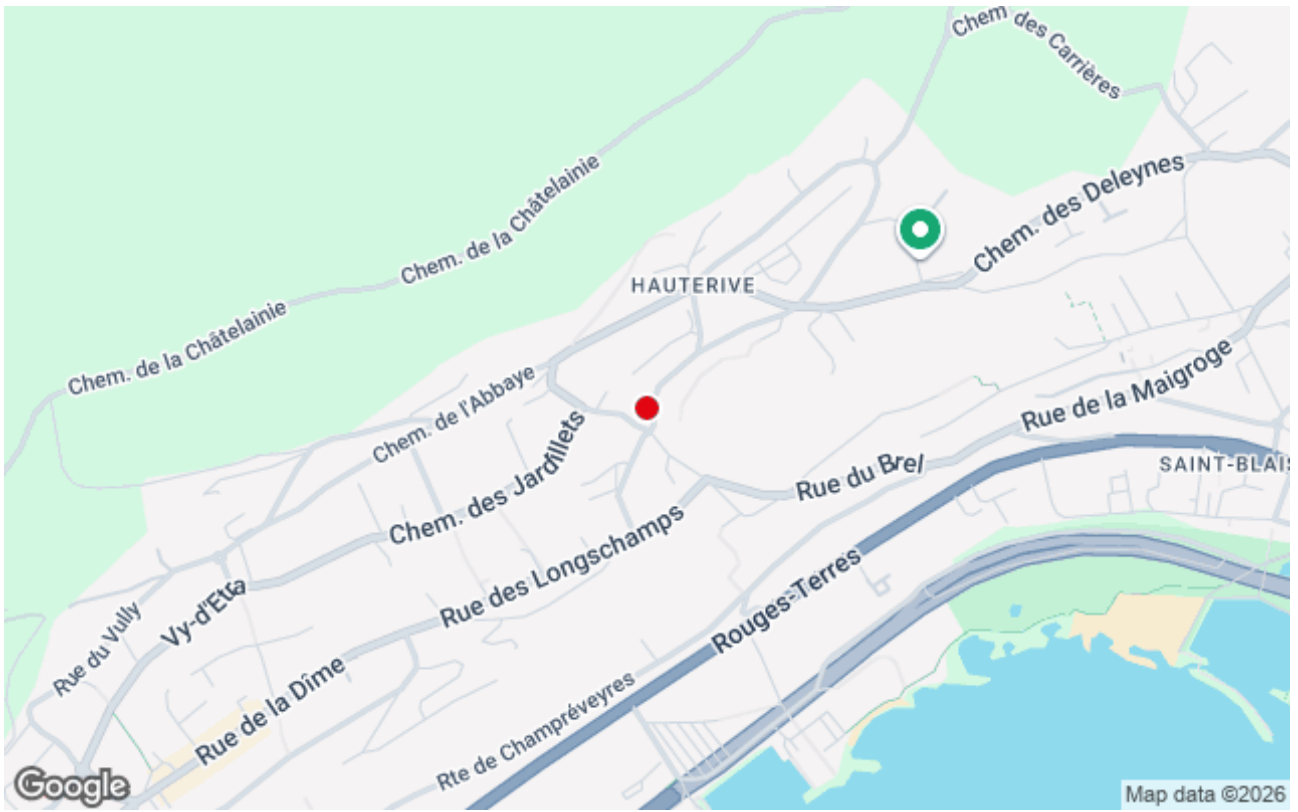 Chem. des Carrières
Chem. de la Châtelainie
Chem. des Deleynes
HAUTERIVE
Chem. de la Châtelainie
Chem. de l'Abbaye
Rue de la Maigroge
Chem. des Jardillets
Rue du Brel
SAINT-BLAIS
Rue des Longschamps
Rouges-Terres
Vy-d'Etra
Rue du Vully
Rue de la Dîme
Rte de Champréveyres
Google
Map data ©2026